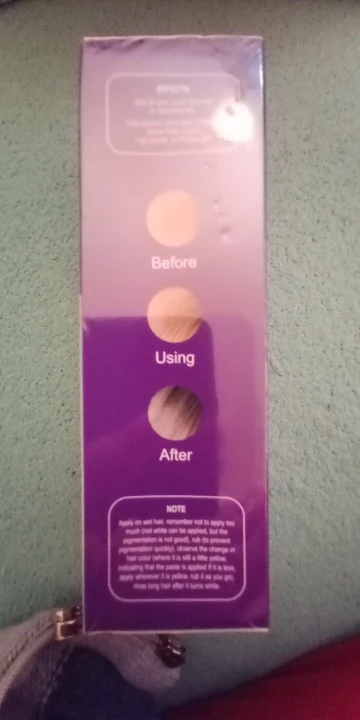 EFFECTS
Before
Using
After
NOTE
Apply on wet hair, remember not to apply too
much (not white can be applied, but the
pigmentation is not good), rub (to prevent
pigmentation quickly), observe the change in
hair color (where it is still a little yellow,
indicating that the paste is applied if it is less,
apply wherever it is yellow, rub it as you go),
rinse long hair after it turns white.